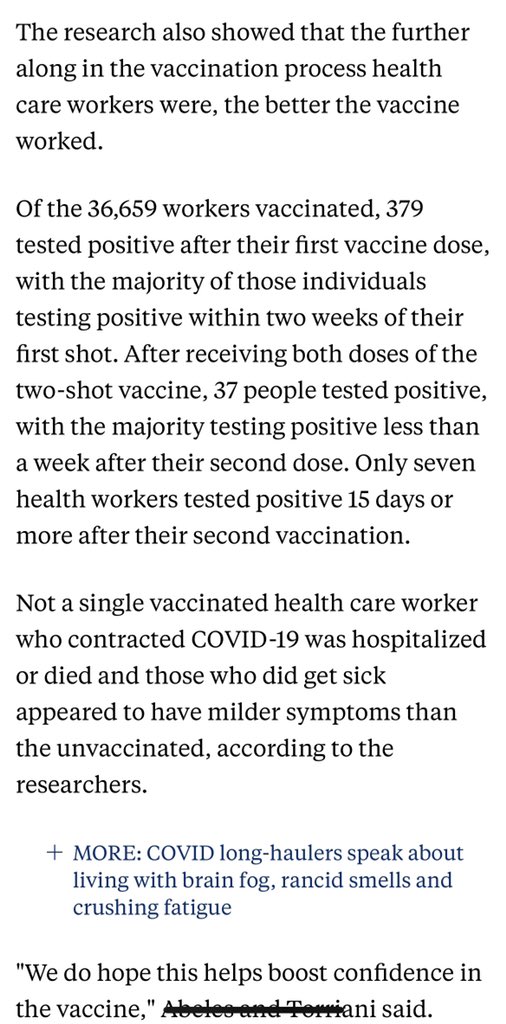 The research also showed that the further
along in the vaccination process health
care workers were, the better the vaccine
worked.
Of the 36,659 workers vaccinated, 379
tested positive after their first vaccine dose,
with the majority of those individuals
testing positive within two weeks of their
first shot. After receiving both doses of the
two-shot vaccine, 37 people tested positive,
with the majority testing positive less than
a week after their second dose. Only seven
health workers tested positive 15 days or
more after their second vaccination.
Not a single vaccinated health care worker
who contracted COVID-19 was hospitalized
or died and those who did get sick
appeared to have milder symptoms than
the unvaccinated, according to the
researchers.
+ MORE: COVID long-haulers speak about
living with brain fog, rancid smells and
crushing fatigue
"We do hope this helps boost confidence in
the vaccine," said.